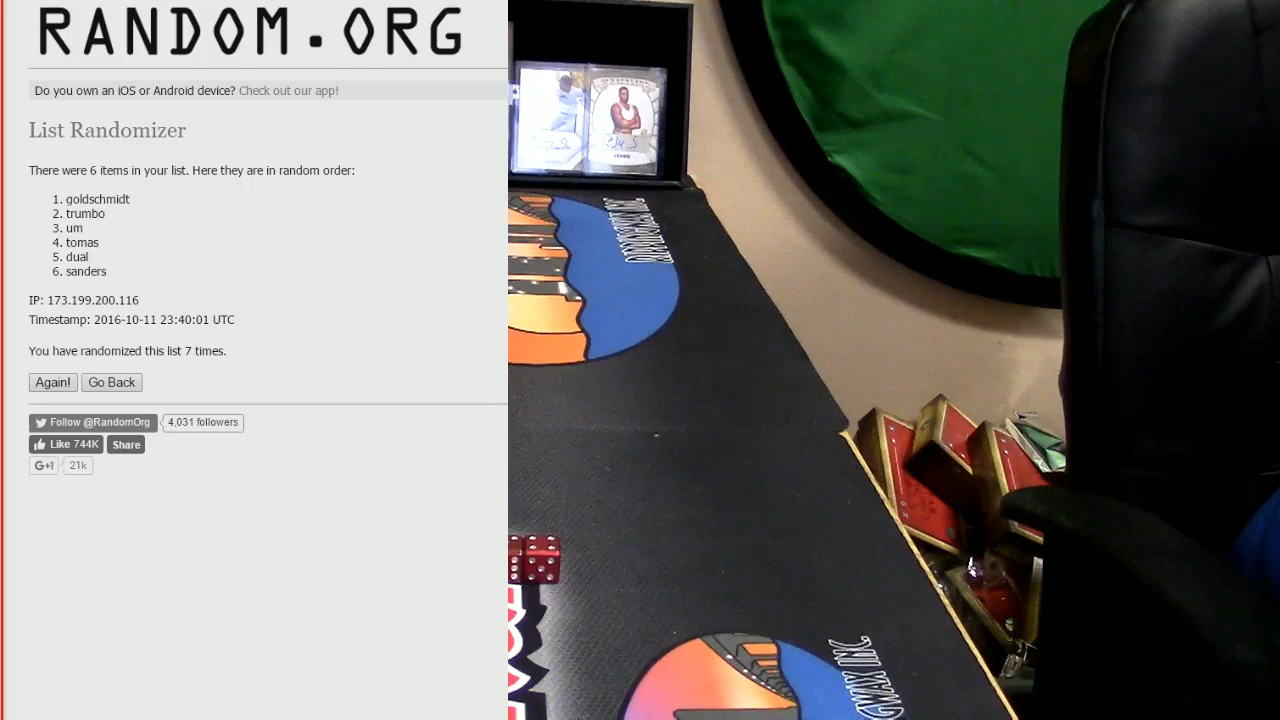 RANDOM.ORG
Do you own an iOS or Android device? Check out our app!
List Randomizer
There were 6 items in your list. Here they are in random order:
1. goldschmidt
2. trumbo
3. um
4. tomas
5. dual
6. sanders
IP: 173.199.200.116
Timestamp: 2016-10-11 23:40:01 UTC
You have randomized this list 7 times.
Again! Go Back
Follow @RandomOrg 4,031 followers
Like 744K Share
G+1 21k
WAX INC